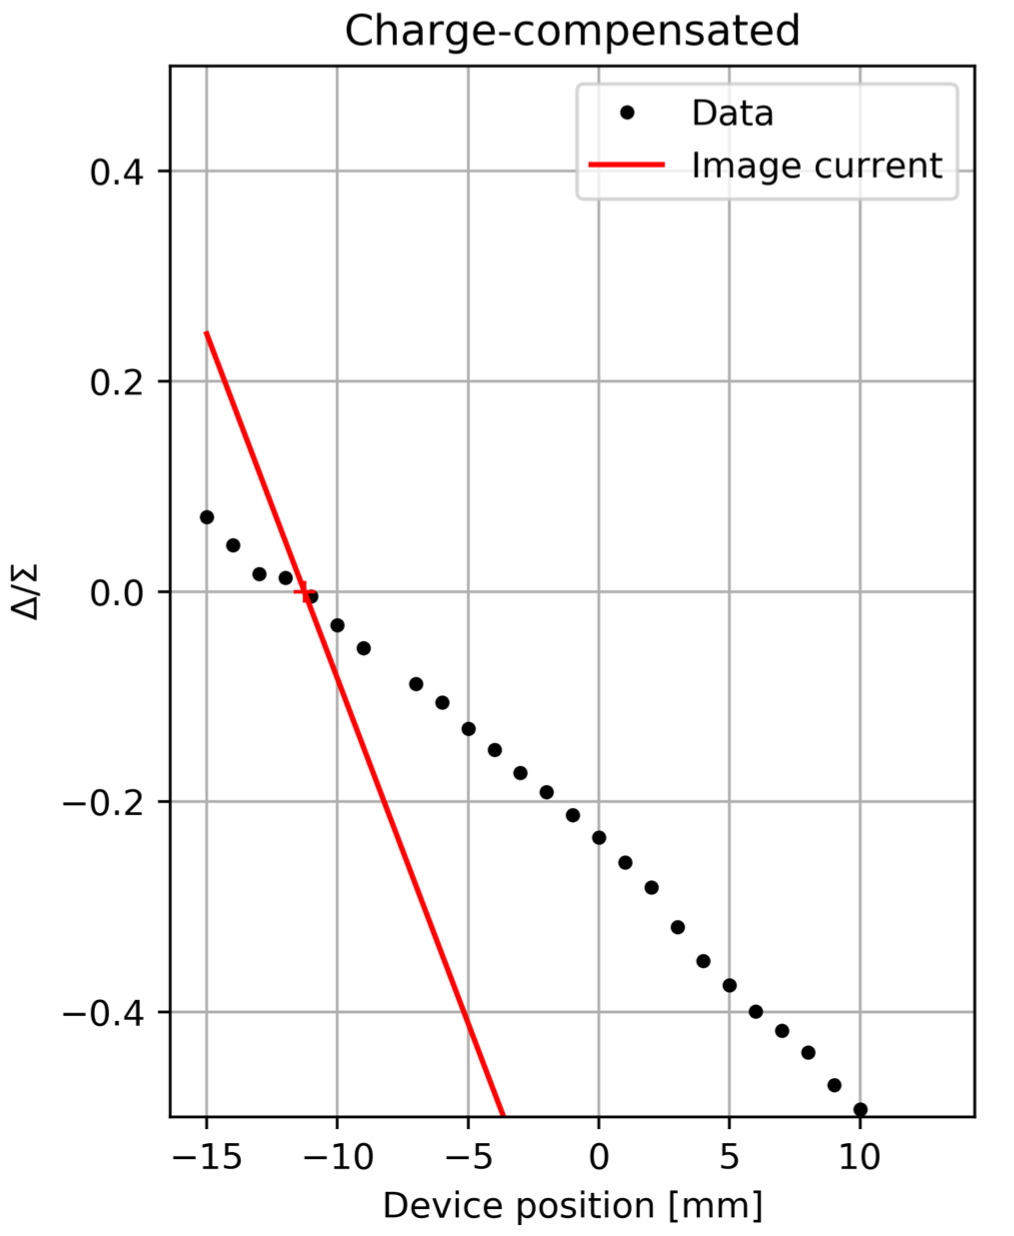 Charge-compensated
Data
Image current
0.4
0.2
0.0
−0.2
−0.4
Δ/Σ
−15 −10 −5 0 5 10
Device position [mm]